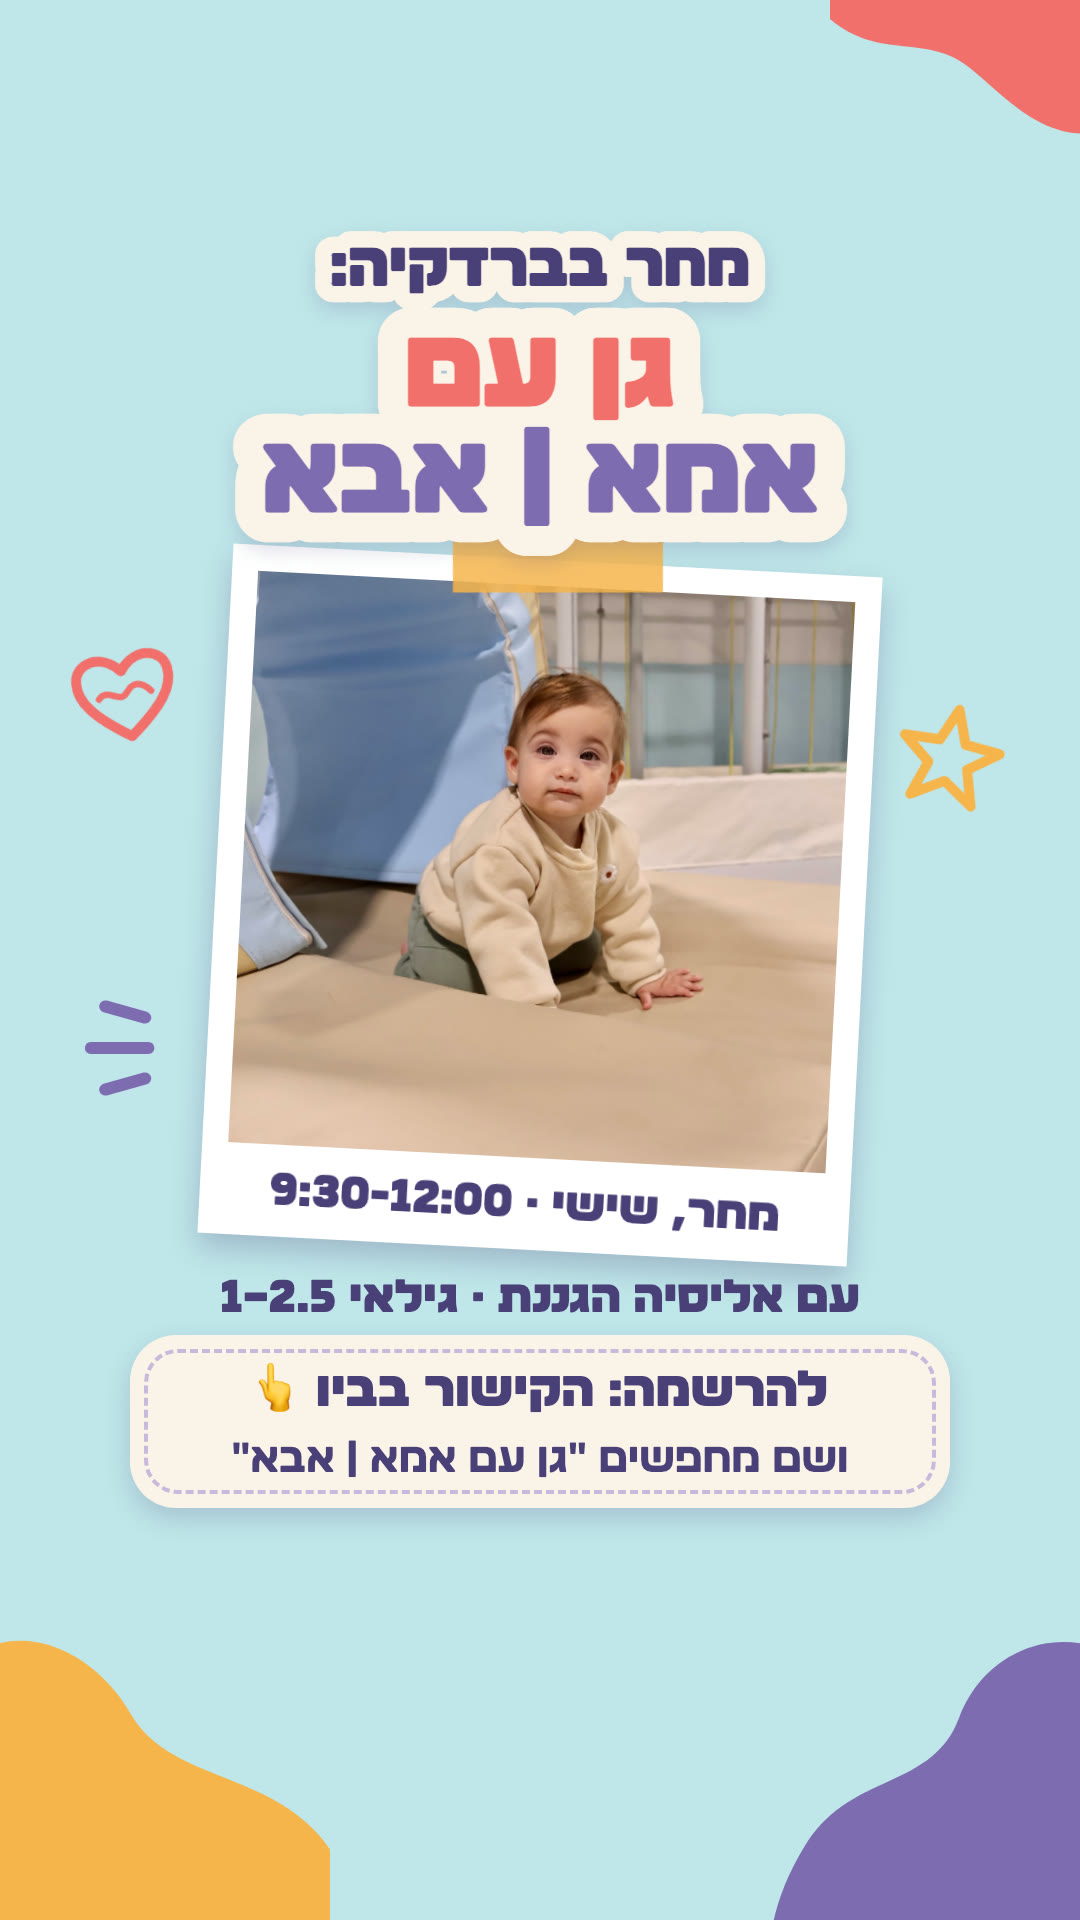 מחר בברדקיה:
גן עם
אמא | אבא
מחר, שישי · 9:30-12:00
עם אליסיה הגננת · גילאי 1-2.5
להרשמה: הקישור בביו 👆
ושם מחפשים "גן עם אמא | אבא"